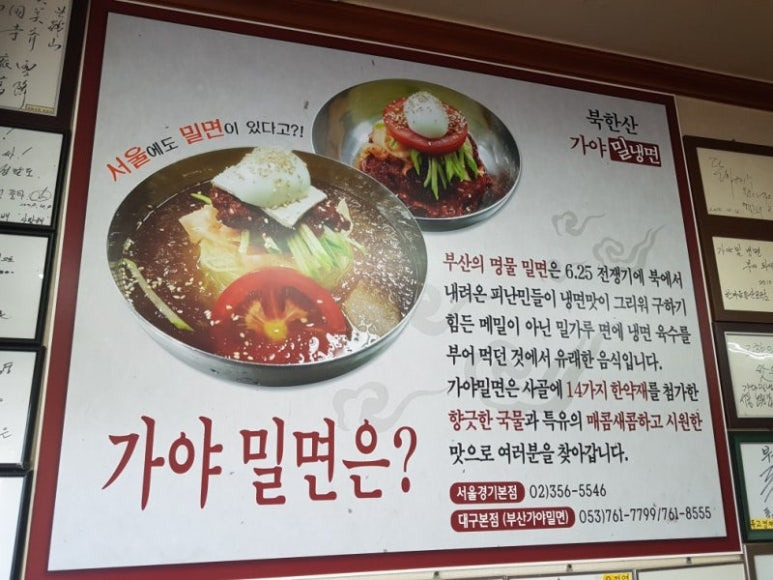 서울에도 밀면이 있다고?!
북한산
가야 밀냉면
부산의 명물 밀면은 6.25 전쟁기에 북에서
내려온 피난민들이 냉면맛이 그리워 구하기
힘든 메밀이 아닌 밀가루 면에 냉면 육수를
부어 먹던 것에서 유래한 음식입니다.
가야밀면은 사골에 14가지 한약재를 첨가한
향긋한 국물과 특유의 매콤새콤하고 시원한
맛으로 여러분을 찾아갑니다.
가야 밀면은?
서울경기본점 02)356-5546
대구본점 (부산가야밀면) 053)761-7799/761-8555